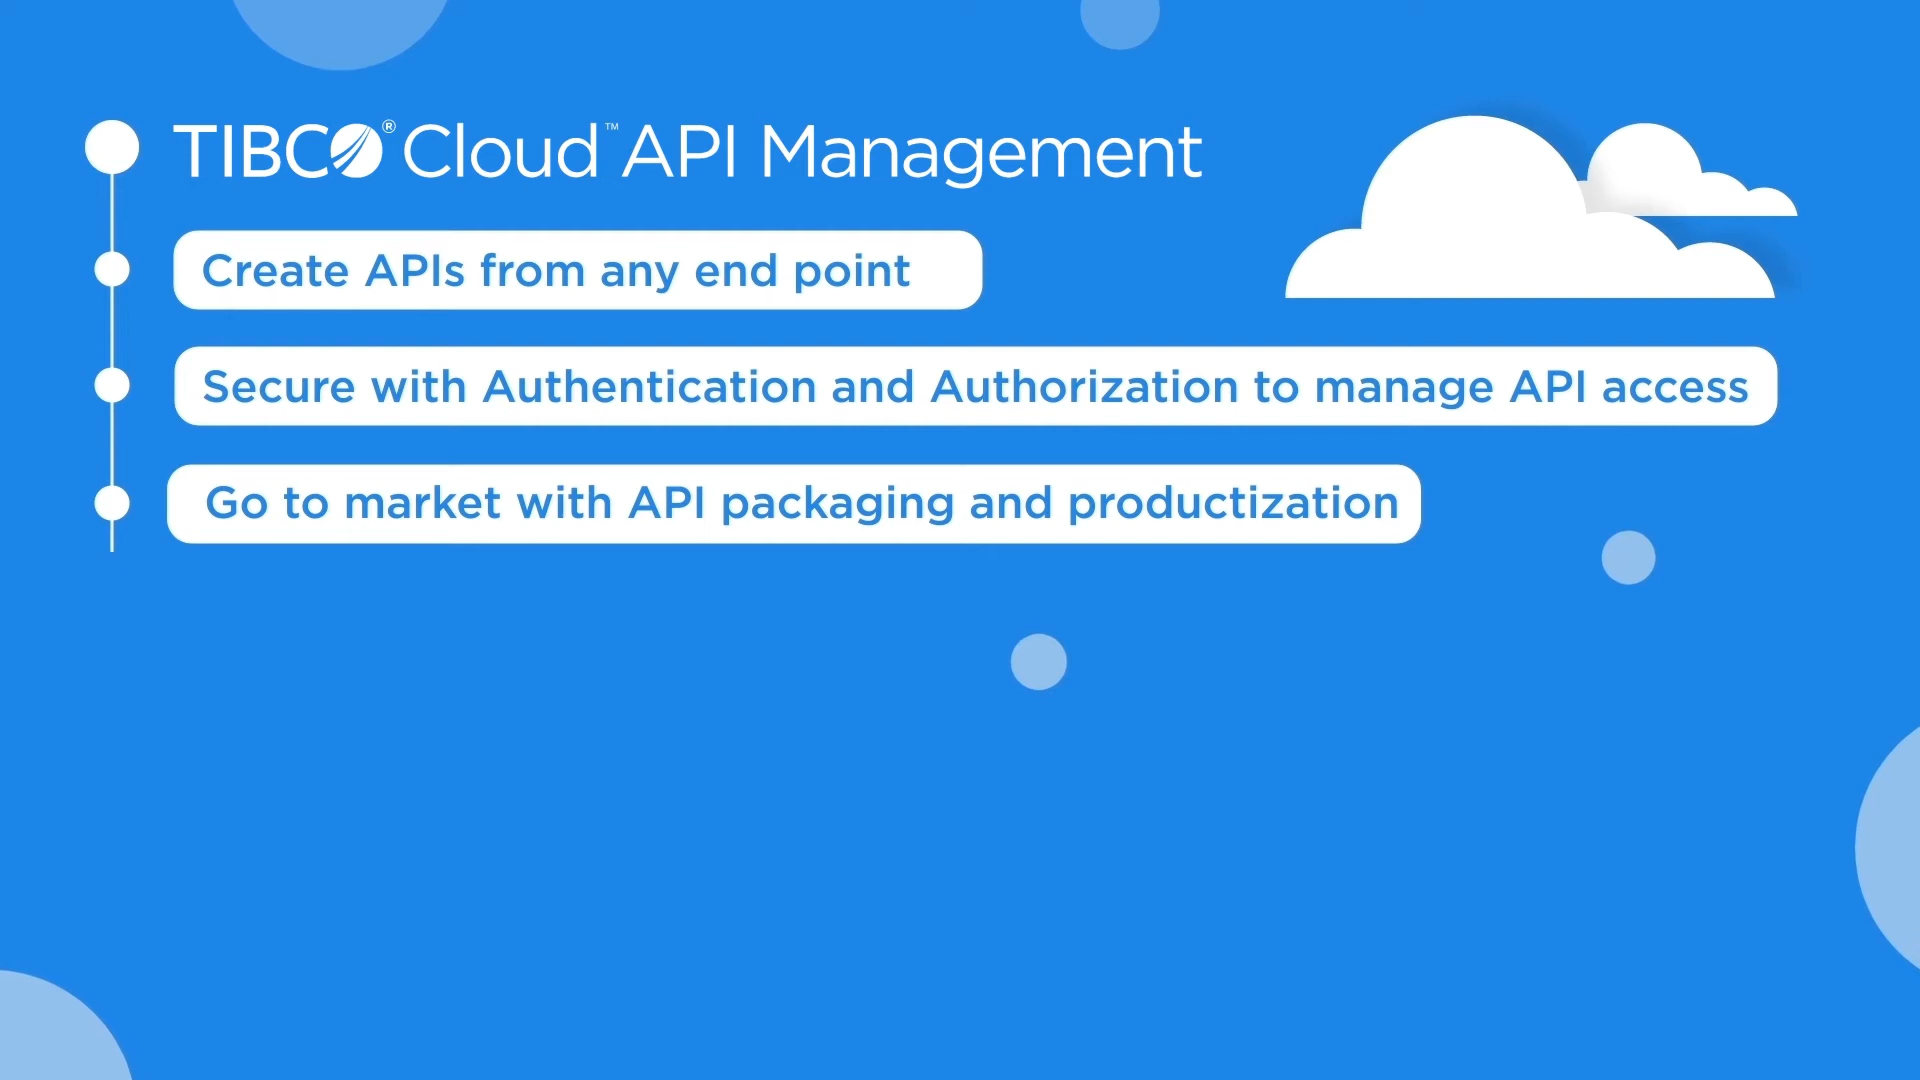 TIBCO® Cloud™ API Management
Create APIs from any end point
Secure with Authentication and Authorization to manage API access
Go to market with API packaging and productization